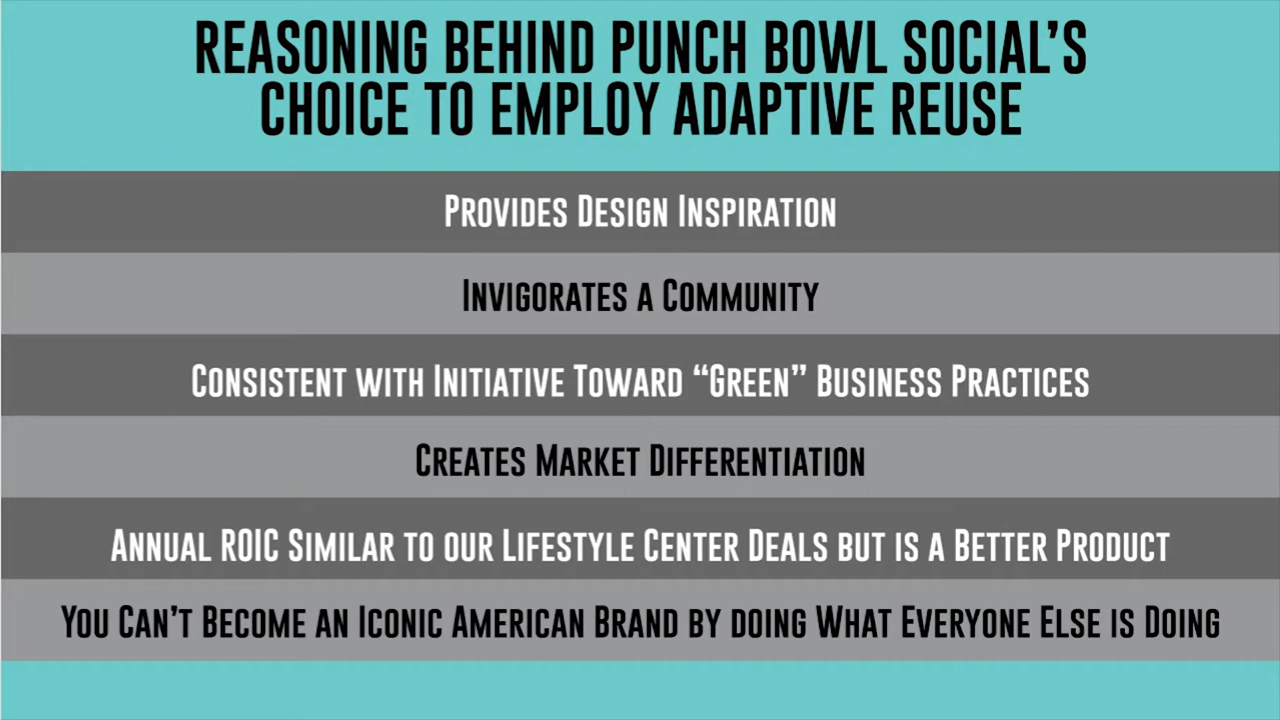 REASONING BEHIND PUNCH BOWL SOCIAL'S
CHOICE TO EMPLOY ADAPTIVE REUSE
PROVIDES DESIGN INSPIRATION
INVIGORATES A COMMUNITY
CONSISTENT WITH INITIATIVE TOWARD “GREEN” BUSINESS PRACTICES
CREATES MARKET DIFFERENTIATION
ANNUAL ROIC SIMILAR TO OUR LIFESTYLE CENTER DEALS BUT IS A BETTER PRODUCT
YOU CAN'T BECOME AN ICONIC AMERICAN BRAND BY DOING WHAT EVERYONE ELSE IS DOING